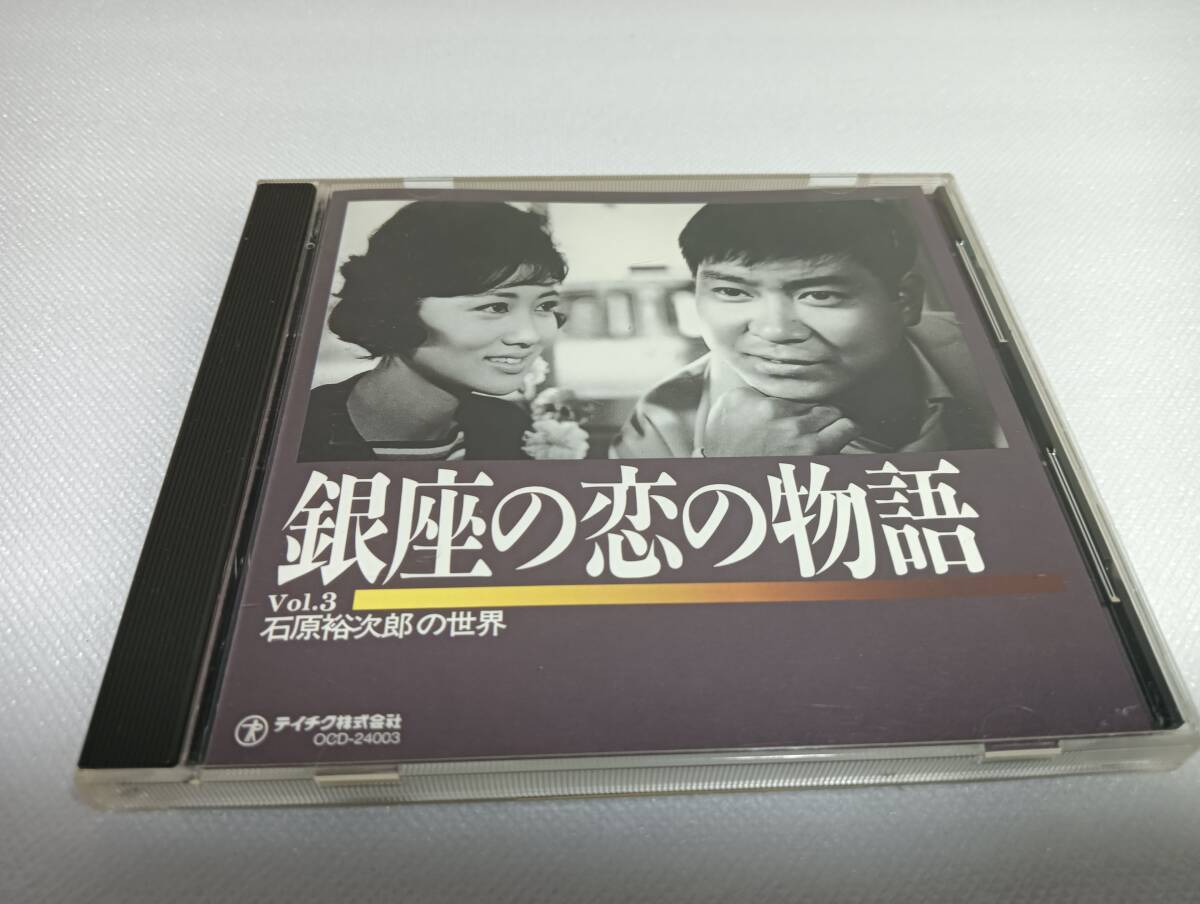 銀座の恋の物語
Vol.3
石原裕次郎の世界
テイチク株式会社
OCD-24003